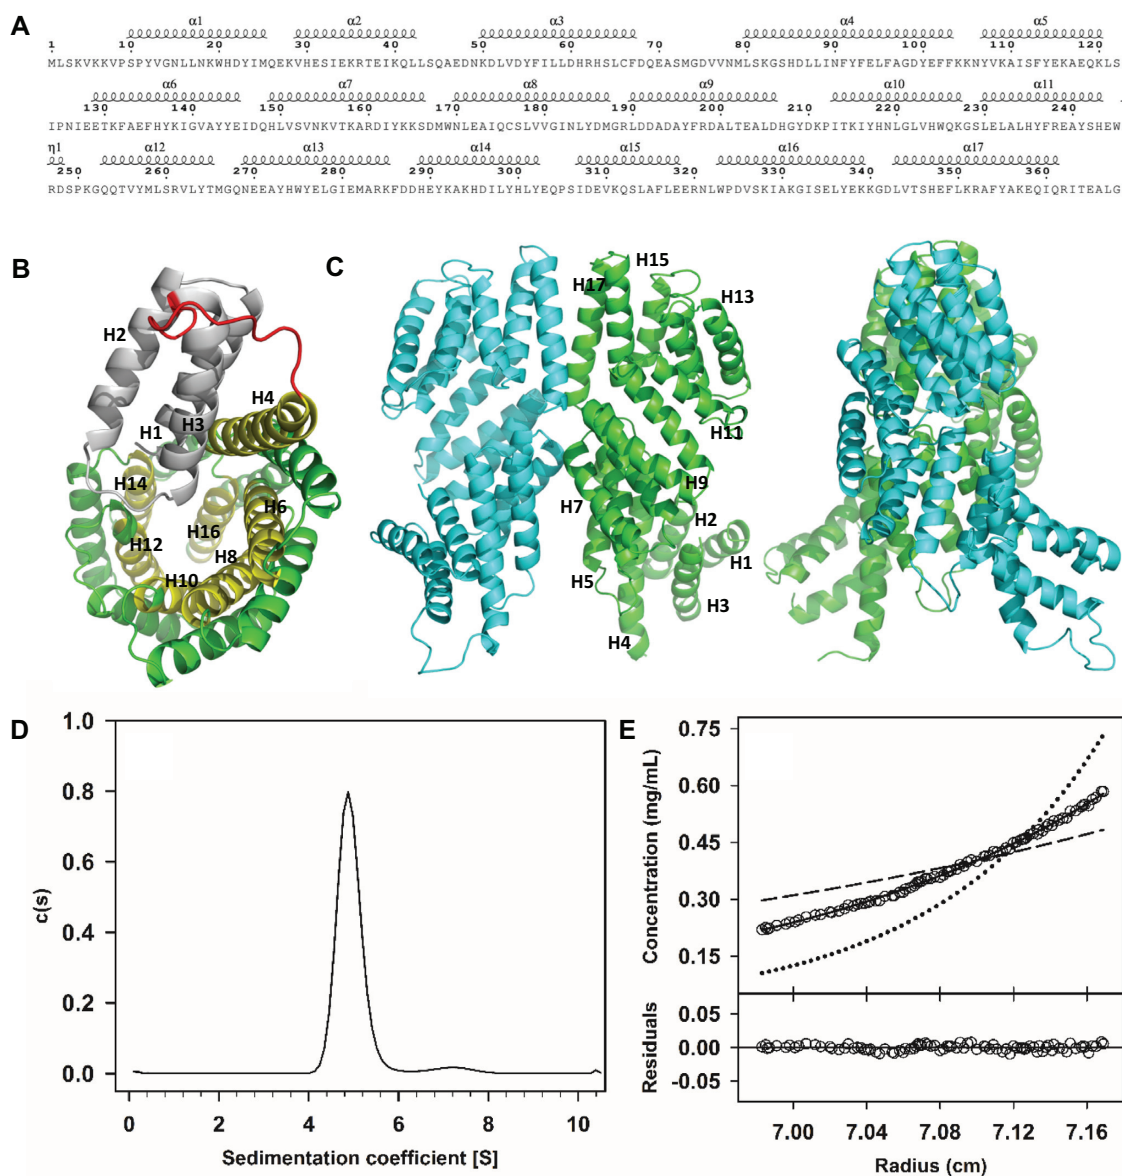 A
α1 α2 α3 α4 α5
1 10 20 30 40 50 60 70 80 90 100 110 120
MLSKVKKVPSPYVGNLLNKWHDYIMQEKVHESIEKRTEIKQLLSQAEDNKDLVDYFILLDHRHSLCFDQEASMGDVVNMLSKGSHDLLINFYFELFAGDYEFFKKNYVKAISFYEKAEQKLS
α6 α7 α8 α9 α10 α11
130 140 150 160 170 180 190 200 210 220 230 240
IPNIEETKFAEFHYKIGVAYYEIDQHLVSVNKVTKARDIYKKSDMWNLEAIQCSLVVGINLYDMGRLDDADAYFRDALTEALDHGYDKPITKIYHNLGLVHWQKGSLELALHYFREAYSHEW
η1 α12 α13 α14 α15 α16 α17
250 260 270 280 290 300 310 320 330 340 350 360
RDSPKGQQTVYMLSRVLYTMGQNEEAYHWYELGIEMARKFDDHEYKAKHDILYHLYEQPSIDEVKQSLAFLEERNLWPDVSKIAKGISELYEKKGDLVTSHEFLKRAFYAKEQIQRITEALG
B
H2
H4
H3
H1
H14
H6
H16
H12
H8
H10
C
H15
H17
H13
H11
H9
H7
H2
H1
H5
H3
H4
D
1.0
0.8
0.6
0.4
0.2
0.0
c(s)
0 2 4 6 8 10
Sedimentation coefficient [S]
E
0.75
0.60
0.45
0.30
0.15
Concentration (mg/mL)
0.05
0.00
-0.05
Residuals
7.00 7.04 7.08 7.12 7.16
Radius (cm)